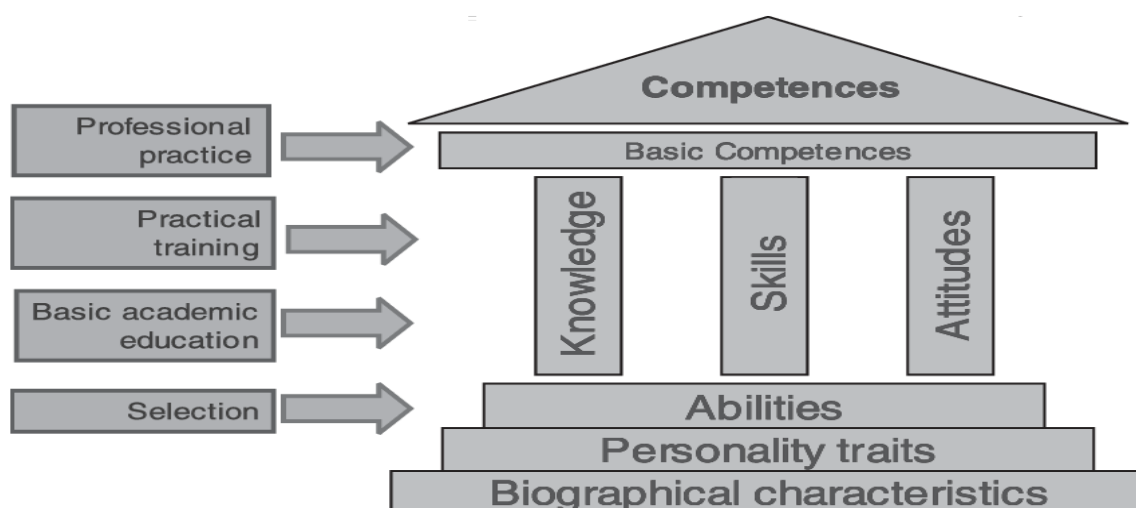 Competences
Professional
practice
Basic Competences
Practical
training
Knowledge
Skills
Attitudes
Basic academic
education
Selection
Abilities
Personality traits
Biographical characteristics